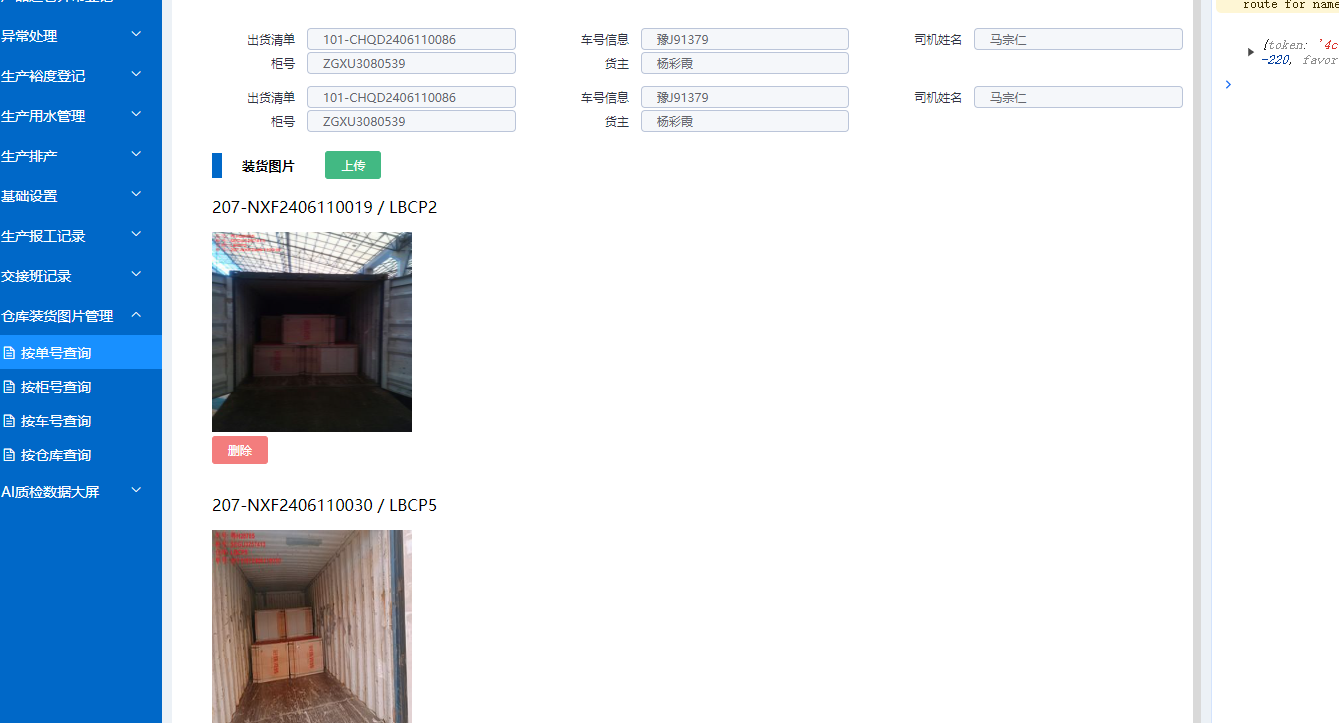 异常处理
生产裕度登记
生产用水管理
生产排产
基础设置
生产报工记录
交接班记录
仓库装货图片管理
按单号查询
按柜号查询
按车号查询
按仓库查询
AI质检数据大屏
出货清单 101-CHQD2406110086 车号信息 豫J91379 司机姓名 马宗仁
柜号 ZGXU3080539 货主 杨彩霞
出货清单 101-CHQD2406110086 车号信息 豫J91379 司机姓名 马宗仁
柜号 ZGXU3080539 货主 杨彩霞
装货图片 上传
207-NXF2406110019 / LBCP2
删除
207-NXF2406110030 / LBCP5
route for name
{token: '4c
-220, favor